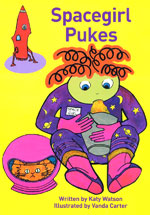 Spacegirl
Pukes
Written by Katy Watson
Illustrated by Vanda Carter